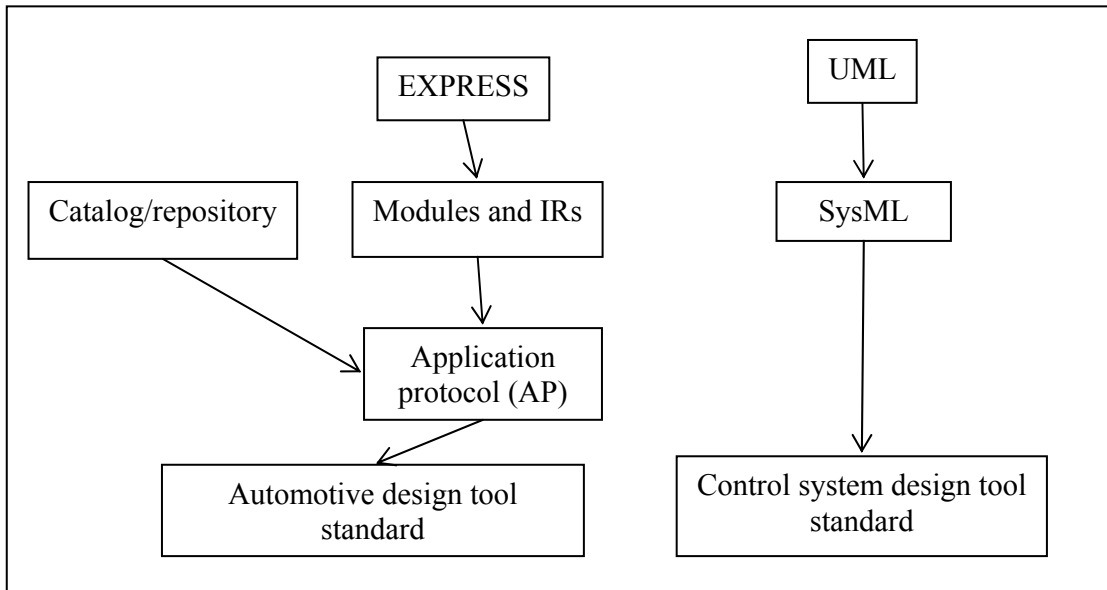 EXPRESS
UML
Catalog/repository
Modules and IRs
SysML
Application
protocol (AP)
Automotive design tool
standard
Control system design tool
standard